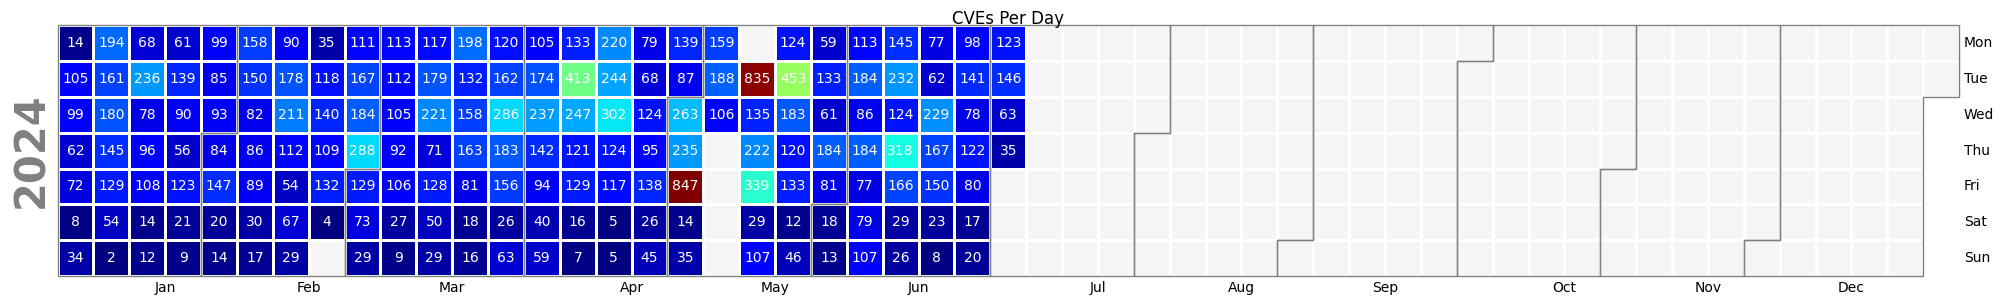 CVEs Per Day
2024
14 194 68 61 99 158 90 35 111 113 117 198 120 105 133 220 79 139 159 124 59 113 145 77 98 123 Mon
105 161 236 139 85 150 178 118 167 112 179 132 162 174 413 244 68 87 188 835 453 133 184 232 62 141 146 Tue
99 180 78 90 93 82 211 140 184 105 221 158 286 237 247 302 124 263 106 135 183 61 86 124 229 78 63 Wed
62 145 96 56 84 86 112 109 288 92 71 163 183 142 121 124 95 235 222 120 184 184 318 167 122 35 Thu
72 129 108 123 147 89 54 132 129 106 128 81 156 94 129 117 138 847 339 133 81 77 166 150 80 Fri
8 54 14 21 20 30 67 4 73 27 50 18 26 40 16 5 26 14 29 12 18 79 29 23 17 Sat
34 2 12 9 14 17 29 29 9 29 16 63 59 7 5 45 35 107 46 13 107 26 8 20 Sun
Jan Feb Mar Apr May Jun Jul Aug Sep Oct Nov Dec